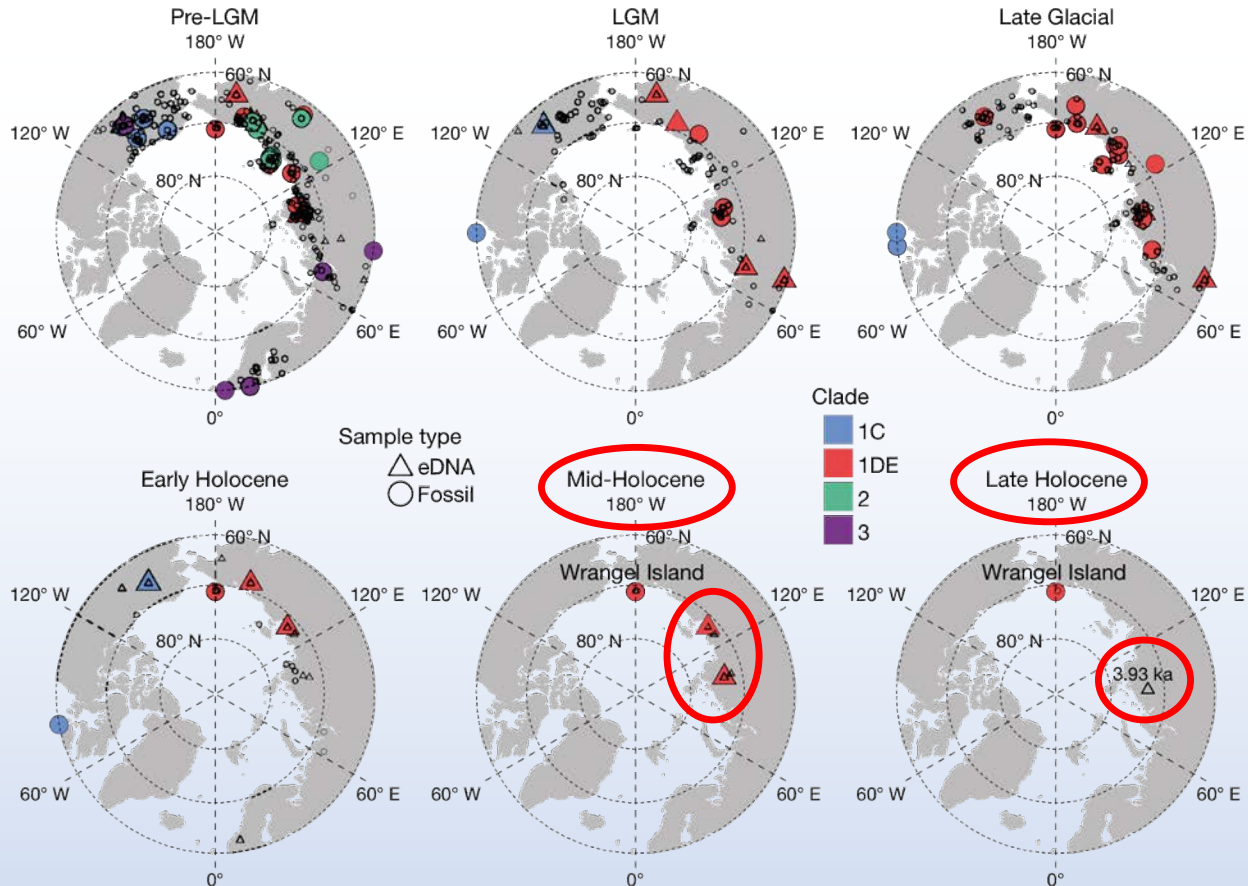 Pre-LGM
180° W
60° N
120° W
120° E
80° N
60° W
60° E
0°
LGM
180° W
60° N
120° W
120° E
80° N
60° W
60° E
0°
Late Glacial
180° W
60° N
120° W
120° E
80° N
60° W
60° E
0°
Sample type
eDNA
Fossil
Clade
1C
1DE
2
3
Early Holocene
180° W
60° N
120° W
120° E
80° N
60° W
60° E
0°
Mid-Holocene
180° W
60° N
Wrangel Island
120° W
120° E
80° N
60° W
60° E
0°
Late Holocene
180° W
60° N
Wrangel Island
120° W
120° E
80° N
3.93 ka
60° W
60° E
0°